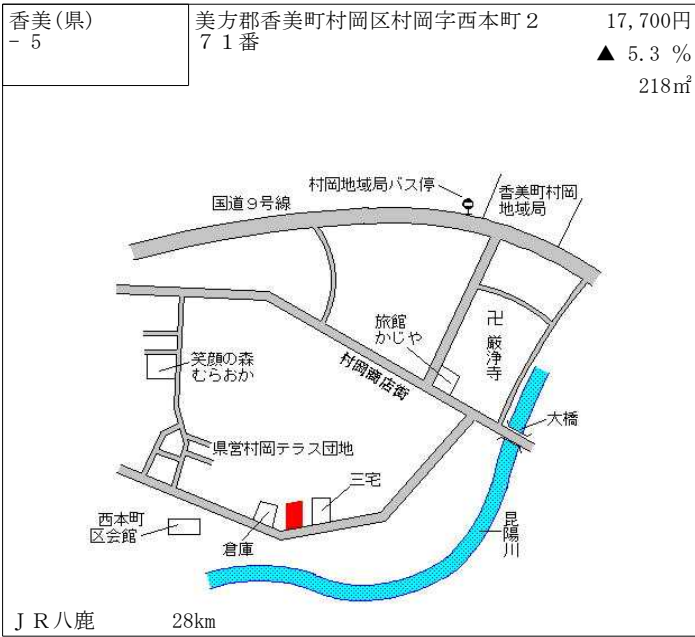 香美(県)
- 5
美方郡香美町村岡区村岡字西本町２
７１番
17,700円
▲ 5.3 %
218㎡
村岡地域局バス停
香美町村岡
地域局
国道９号線
旅館
かじや
卍 厳浄寺
笑顔の森
むらおか
村岡商店街
大橋
県営村岡テラス団地
三宅
西本町
区会館
倉庫
昆陽川
ＪＲ八鹿
28km